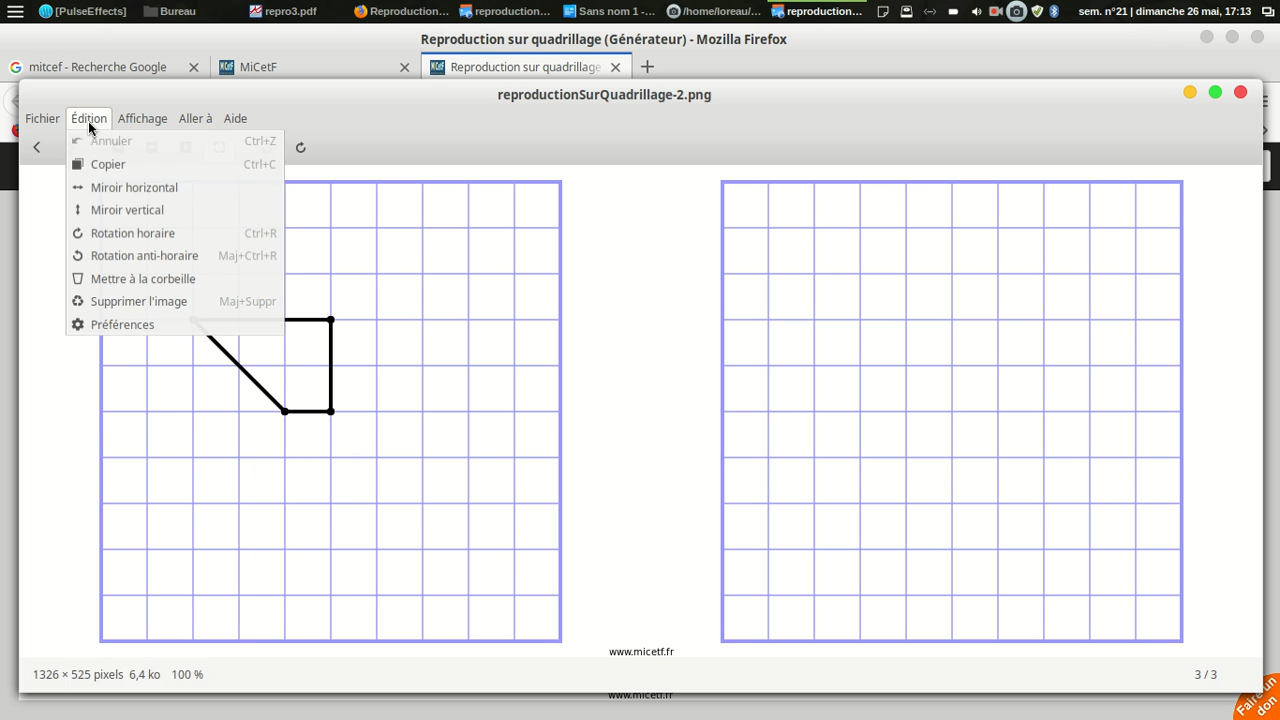 [PulseEffects] Bureau repro3.pdf Reproduction... reproduction... Sans nom 1 -... /home/loreau/... reproduction... sem. n°21 | dimanche 26 mai, 17:13
Reproduction sur quadrillage (Générateur) - Mozilla Firefox
mitcef - Recherche Google MiCetF Reproduction sur quadrillage
reproductionSurQuadrillage-2.png
Fichier Édition Affichage Aller à Aide
Annuler Ctrl+Z
Copier Ctrl+C
Miroir horizontal
Miroir vertical
Rotation horaire Ctrl+R
Rotation anti-horaire Maj+Ctrl+R
Mettre à la corbeille
Supprimer l'image Maj+Suppr
Préférences
www.micetf.fr
1326 × 525 pixels 6,4 ko 100 % 3 / 3
www.micetf.fr
Faire un
don